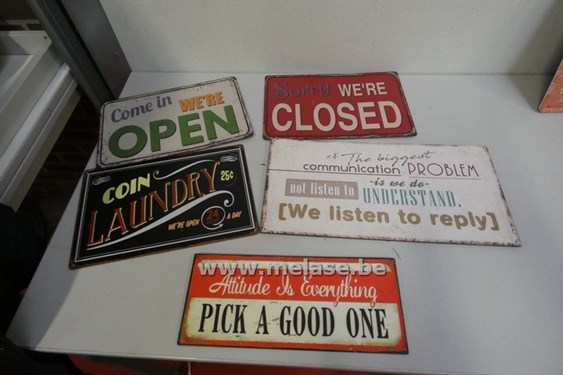 Come in WE'RE
OPEN
Sorry WE'RE
CLOSED
COIN
LAUNDRY 25¢
WE'RE OPEN 24 A DAY
The biggest
communication PROBLEM
is we do
not listen to UNDERSTAND.
[We listen to reply]
www.melase.be
Attitude Is Everything
PICK A GOOD ONE